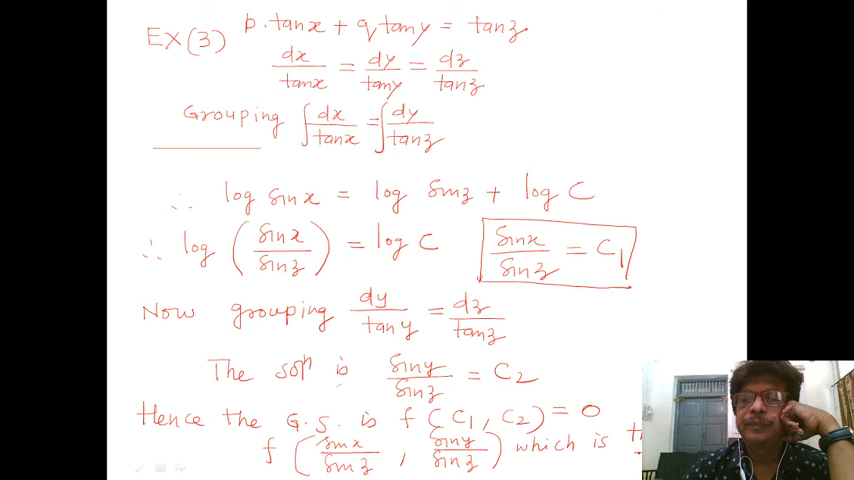 EX(3) p.tanx + q tany = tanz
dx/tanx = dy/tany = dz/tanz
Grouping ∫ dx/tanx = ∫ dy/tanz
∴ log sinx = log sinz + log C
∴ log (sinx/sinz) = log C    sinx/sinz = C1
Now grouping dy/tany = dz/tanz
The soln is siny/sinz = C2
Hence the G.S. is f(C1, C2) = 0
f (sinx/sinz, siny/sinz) which is